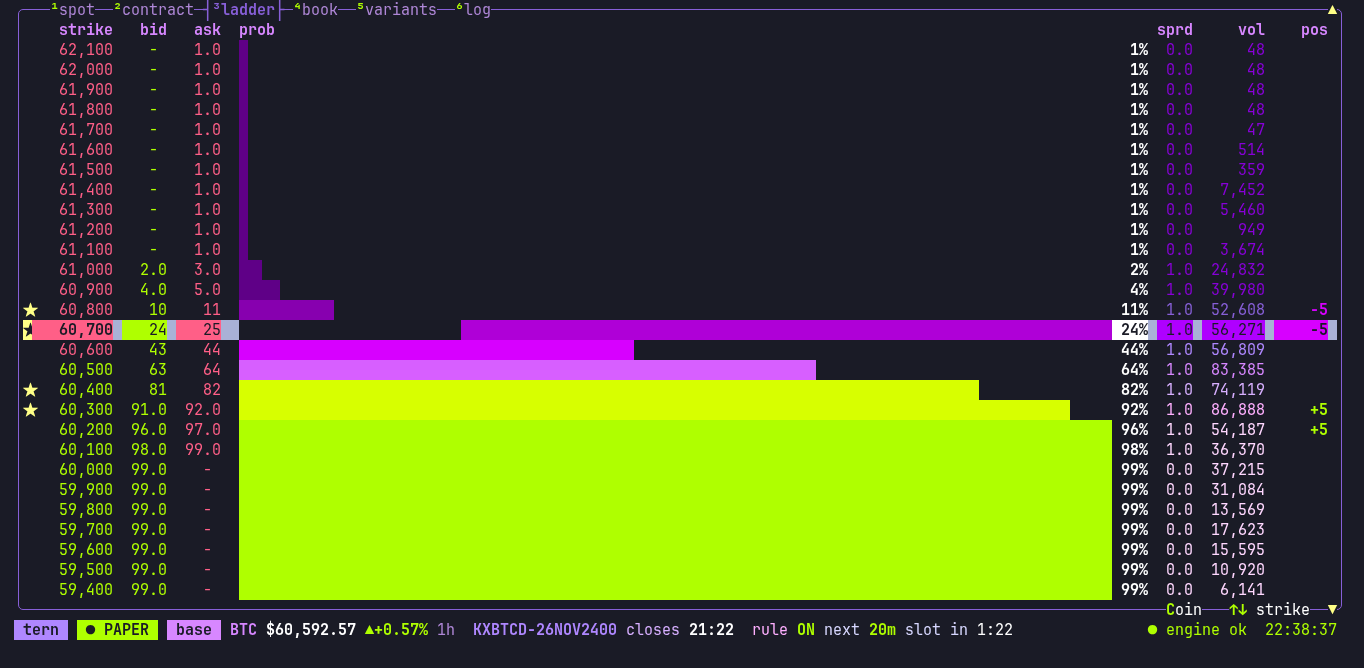 ¹spot ²contract ³ladder ⁴book ⁵variants ⁶log ▲
strike bid ask prob sprd vol pos
62,100 - 1.0 1% 0.0 48
62,000 - 1.0 1% 0.0 48
61,900 - 1.0 1% 0.0 48
61,800 - 1.0 1% 0.0 48
61,700 - 1.0 1% 0.0 47
61,600 - 1.0 1% 0.0 514
61,500 - 1.0 1% 0.0 359
61,400 - 1.0 1% 0.0 7,452
61,300 - 1.0 1% 0.0 5,460
61,200 - 1.0 1% 0.0 949
61,100 - 1.0 1% 0.0 3,674
61,000 2.0 3.0 2% 1.0 24,832
60,900 4.0 5.0 4% 1.0 39,980
★ 60,800 10 11 11% 1.0 52,608 -5
★ 60,700 24 25 24% 1.0 56,271 -5
60,600 43 44 44% 1.0 56,809
60,500 63 64 64% 1.0 83,385
★ 60,400 81 82 82% 1.0 74,119
★ 60,300 91.0 92.0 92% 1.0 86,888 +5
60,200 96.0 97.0 96% 1.0 54,187 +5
60,100 98.0 99.0 98% 1.0 36,370
60,000 99.0 - 99% 0.0 37,215
59,900 99.0 - 99% 0.0 31,084
59,800 99.0 - 99% 0.0 13,569
59,700 99.0 - 99% 0.0 17,623
59,600 99.0 - 99% 0.0 15,595
59,500 99.0 - 99% 0.0 10,920
59,400 99.0 - 99% 0.0 6,141
Coin ↑↓ strike ▼
tern ● PAPER base BTC $60,592.57 ▲+0.57% 1h KXBTCD-26NOV2400 closes 21:22 rule ON next 20m slot in 1:22 ● engine ok 22:38:37